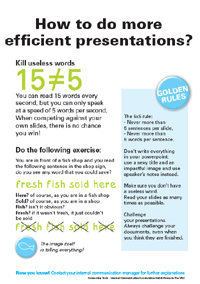 How to do more
efficient presentations?
Kill useless words
15≠5
You can read 15 words every
second, but you can only speak
at a speed of 5 words per second.
When competing against your
own slides, there is no chance
you win!
Do the following exercise:
You are in front of a fish shop and you read
the following sentence in the sign shop,
do you see any word that you could save?
fresh fish sold here
Here? of course, as you are in a fish shop
Sold? of course, as you are in a shop
Fish? isn't it obvious?
Fresh? if it wasn't fresh, it just couldn't
be sold
fresh fish sold here
The image itself
is telling everything!
GOLDEN
RULES
The 6x6 rule:
- Never more than
6 sentences per slide,
- Never more than
6 words per sentence.
Don't write everything
in your powerpoint,
use a sexy title and an
impactful image and use
speaker's notes instead.
Make sure you don't have
a useless word
Read your slides as many
times as possible.
Challenge
your presentations
Always challenge your
documents, even when
you think they are finished.
Now you know! Contact your internal communication manager for further explanations